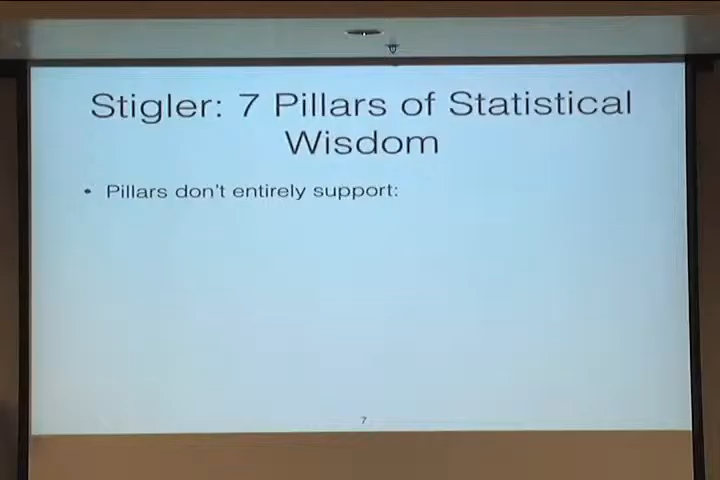 Stigler: 7 Pillars of Statistical
Wisdom
• Pillars don't entirely support:
7